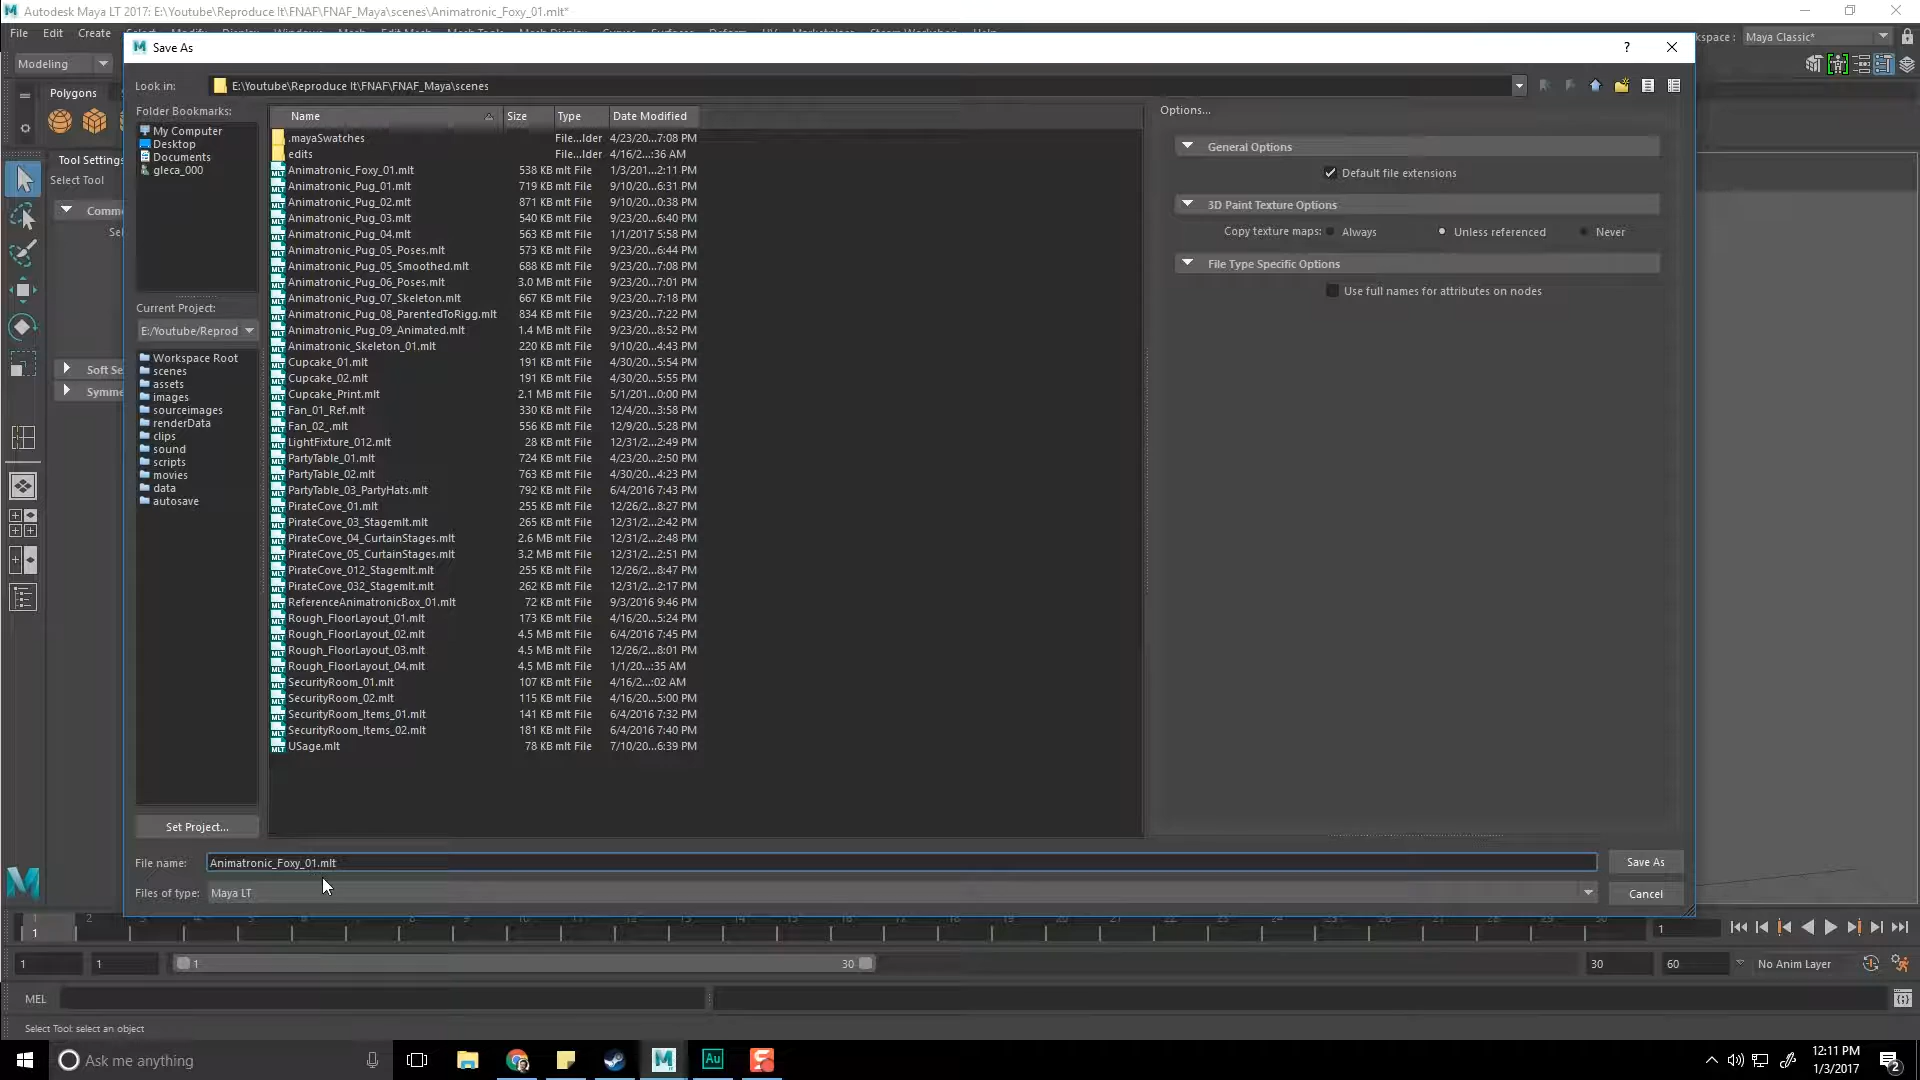 Autodesk Maya LT 2017: E:\Youtube\Reproduce It\FNAF\FNAF_Maya\scenes\Animatronic_Foxy_01.mlt*
File Edit Create
kspace : Maya Classic*
Save As
Modeling
Look in: E:\Youtube\Reproduce It\FNAF\FNAF_Maya\scenes
Polygons
Folder Bookmarks:
My Computer
Desktop
Documents
gleca_000
Tool Settings
Select Tool
Comm
Soft Se
Symme
Current Project:
E:/Youtube/Reprod
Workspace Root
scenes
assets
images
sourceimages
renderData
clips
sound
scripts
movies
data
autosave
Set Project...
Name Size Type Date Modified
.mayaSwatches File...lder 4/23/20...7:08 PM
edits File...lder 4/16/2...:36 AM
Animatronic_Foxy_01.mlt 538 KB mlt File 1/3/201...2:11 PM
Animatronic_Pug_01.mlt 719 KB mlt File 9/10/20...6:31 PM
Animatronic_Pug_02.mlt 871 KB mlt File 9/10/20...0:38 PM
Animatronic_Pug_03.mlt 540 KB mlt File 9/23/20...6:40 PM
Animatronic_Pug_04.mlt 563 KB mlt File 1/1/2017 5:58 PM
Animatronic_Pug_05_Poses.mlt 573 KB mlt File 9/23/20...6:44 PM
Animatronic_Pug_05_Smoothed.mlt 688 KB mlt File 9/23/20...7:08 PM
Animatronic_Pug_06_Poses.mlt 3.0 MB mlt File 9/23/20...7:01 PM
Animatronic_Pug_07_Skeleton.mlt 667 KB mlt File 9/23/20...7:18 PM
Animatronic_Pug_08_ParentedToRigg.mlt 834 KB mlt File 9/23/20...7:22 PM
Animatronic_Pug_09_Animated.mlt 1.4 MB mlt File 9/23/20...8:52 PM
Animatronic_Skeleton_01.mlt 220 KB mlt File 9/10/20...4:43 PM
Cupcake_01.mlt 191 KB mlt File 4/30/20...5:54 PM
Cupcake_02.mlt 191 KB mlt File 4/30/20...5:55 PM
Cupcake_Print.mlt 2.1 MB mlt File 5/1/201...0:00 PM
Fan_01_Ref.mlt 330 KB mlt File 12/4/20...3:58 PM
Fan_02_.mlt 556 KB mlt File 12/9/20...5:28 PM
LightFixture_012.mlt 28 KB mlt File 12/31/2...2:49 PM
PartyTable_01.mlt 724 KB mlt File 4/23/20...2:50 PM
PartyTable_02.mlt 763 KB mlt File 4/30/20...4:23 PM
PartyTable_03_PartyHats.mlt 792 KB mlt File 6/4/2016 7:43 PM
PirateCove_01.mlt 255 KB mlt File 12/26/2...8:27 PM
PirateCove_03_Stagemlt.mlt 265 KB mlt File 12/31/2...2:42 PM
PirateCove_04_CurtainStages.mlt 2.6 MB mlt File 12/31/2...2:48 PM
PirateCove_05_CurtainStages.mlt 3.2 MB mlt File 12/31/2...2:51 PM
PirateCove_012_Stagemlt.mlt 255 KB mlt File 12/26/2...8:47 PM
PirateCove_032_Stagemlt.mlt 262 KB mlt File 12/31/2...2:17 PM
ReferenceAnimatronicBox_01.mlt 72 KB mlt File 9/3/2016 9:46 PM
Rough_FloorLayout_01.mlt 173 KB mlt File 4/16/20...5:24 PM
Rough_FloorLayout_02.mlt 4.5 MB mlt File 6/4/2016 7:45 PM
Rough_FloorLayout_03.mlt 4.5 MB mlt File 12/26/2...8:01 PM
Rough_FloorLayout_04.mlt 4.5 MB mlt File 1/1/20...:35 AM
SecurityRoom_01.mlt 107 KB mlt File 4/16/2...:02 AM
SecurityRoom_02.mlt 115 KB mlt File 4/16/20...5:00 PM
SecurityRoom_Items_01.mlt 141 KB mlt File 6/4/2016 7:32 PM
SecurityRoom_Items_02.mlt 181 KB mlt File 6/4/2016 7:40 PM
USage.mlt 78 KB mlt File 7/10/20...6:39 PM
Options...
General Options
Default file extensions
3D Paint Texture Options
Copy texture maps: Always Unless referenced Never
File Type Specific Options
Use full names for attributes on nodes
File name: Animatronic_Foxy_01.mlt Save As
Files of type: Maya LT Cancel
1 2
1 1
1 1 1 30 30 60 No Anim Layer
MEL
Select Tool: select an object
Ask me anything
Au
12:11 PM
1/3/2017
2